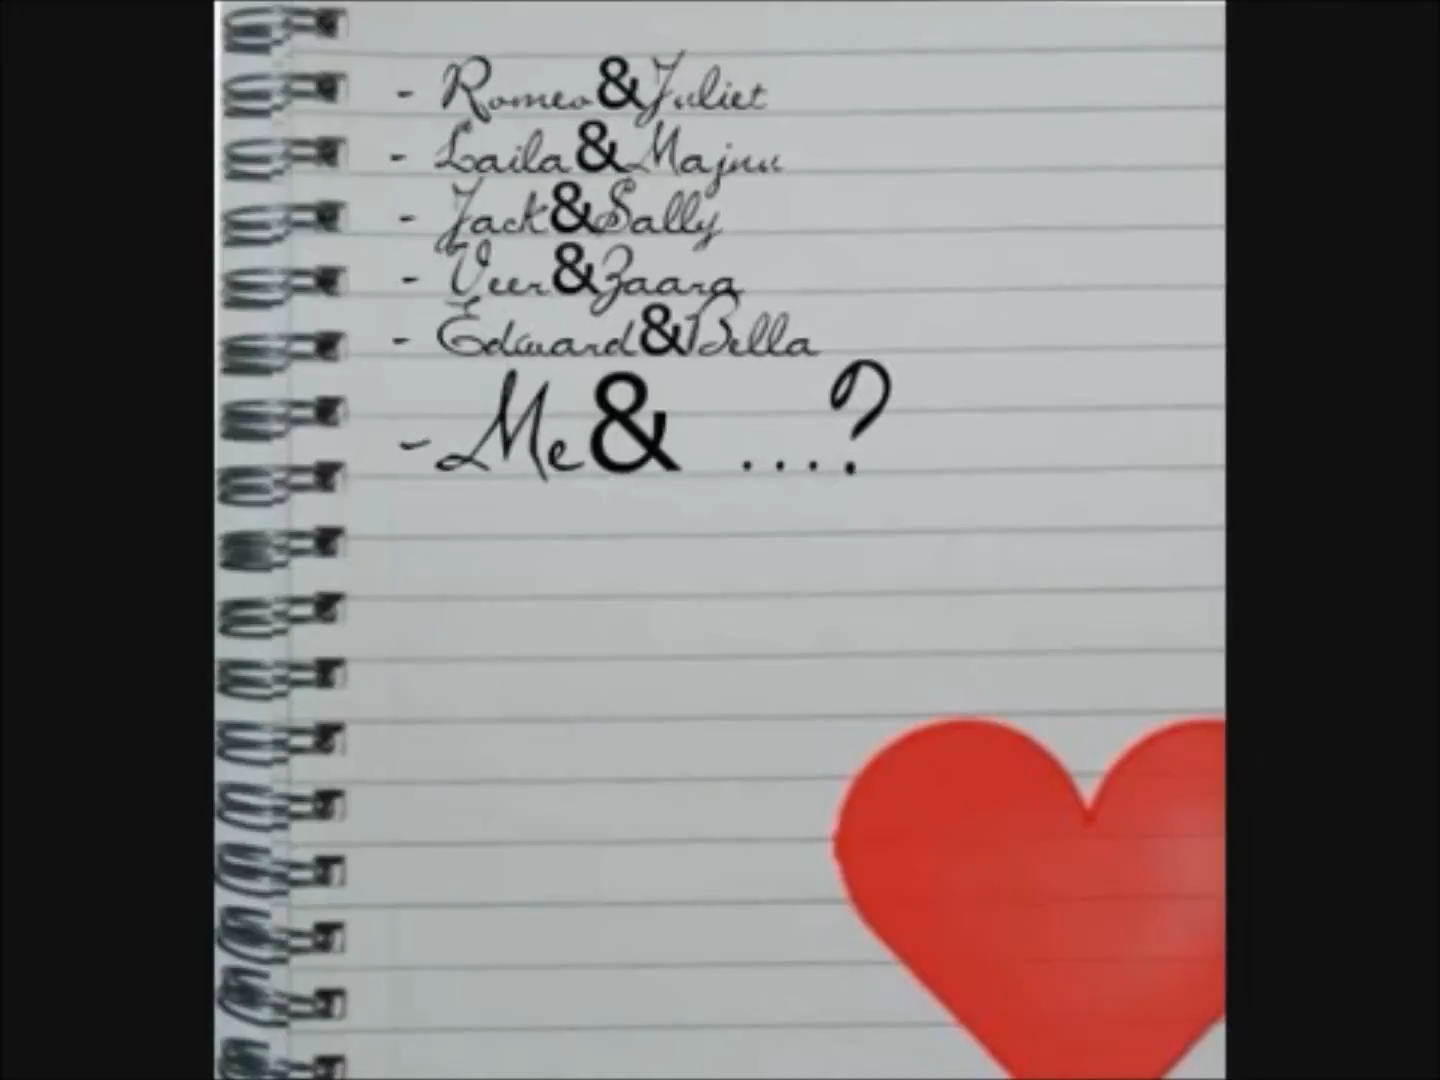 - Romeo&Juliet
- Laila&Majnu
- Jack&Sally
- Veer&Zaara
- Edward&Bella
- Me& ....?